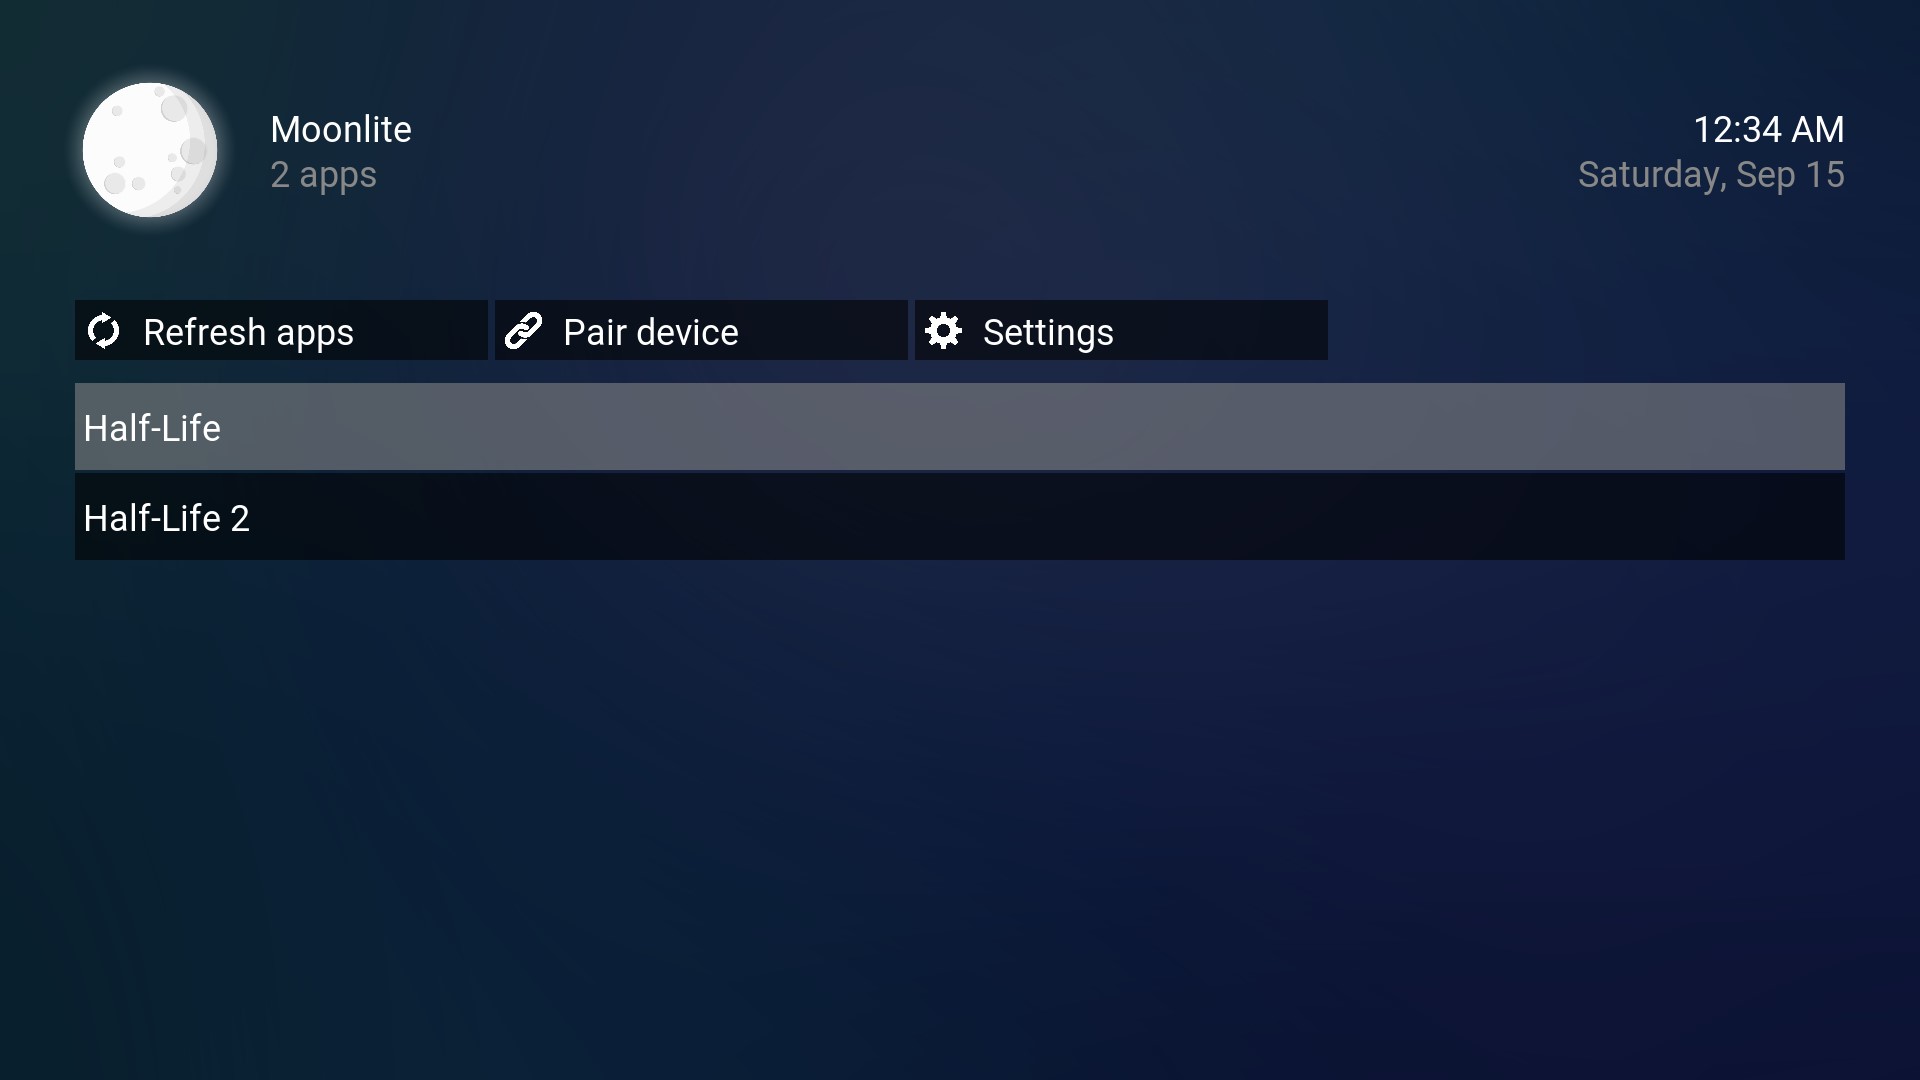 Moonlite
2 apps
12:34 AM
Saturday, Sep 15
Refresh apps
Pair device
Settings
Half-Life
Half-Life 2